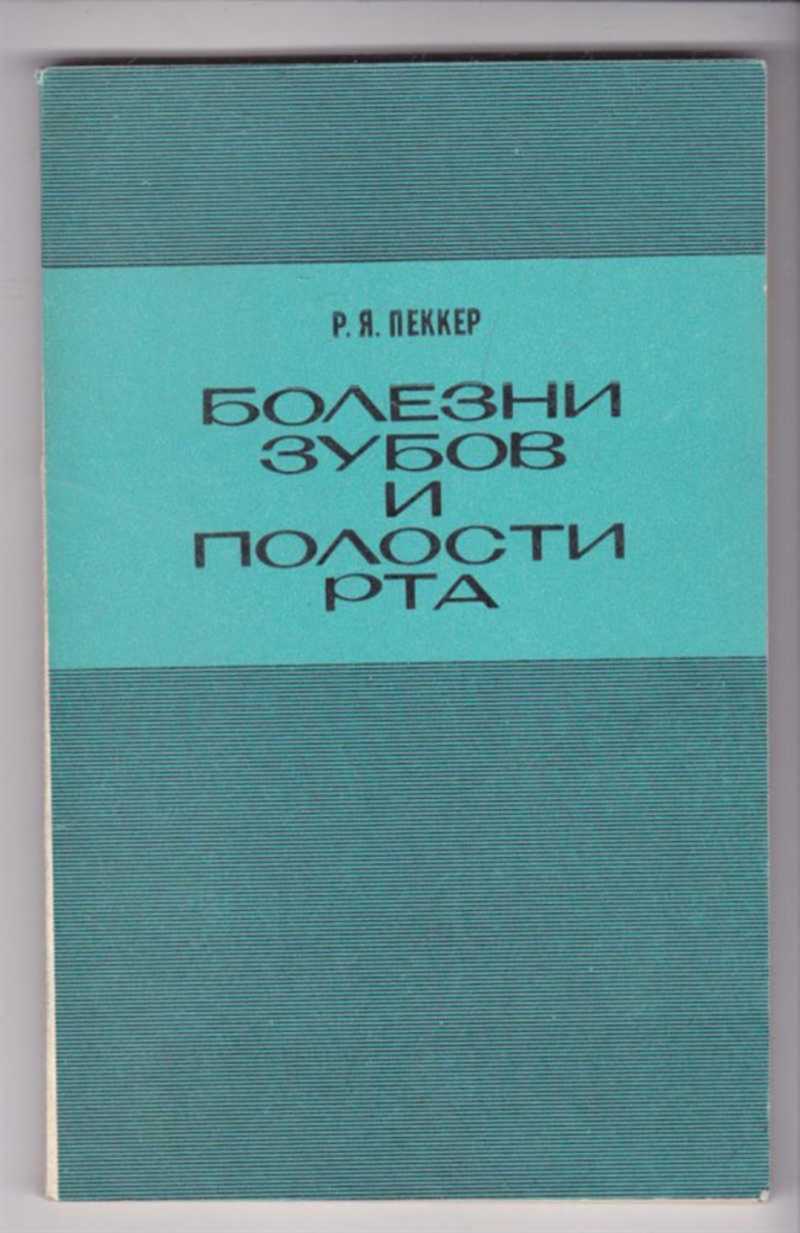 Р. Я. ПЕККЕР
БОЛЕЗНИ
ЗУБОВ
И
ПОЛОСТИ
РТА